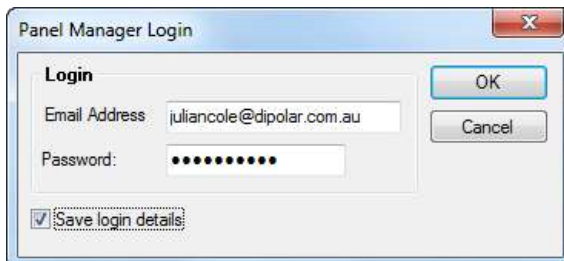 Panel Manager Login
Login
OK
Email Address juliancole@dipolar.com.au
Cancel
Password: ●●●●●●●●●●
Save login details